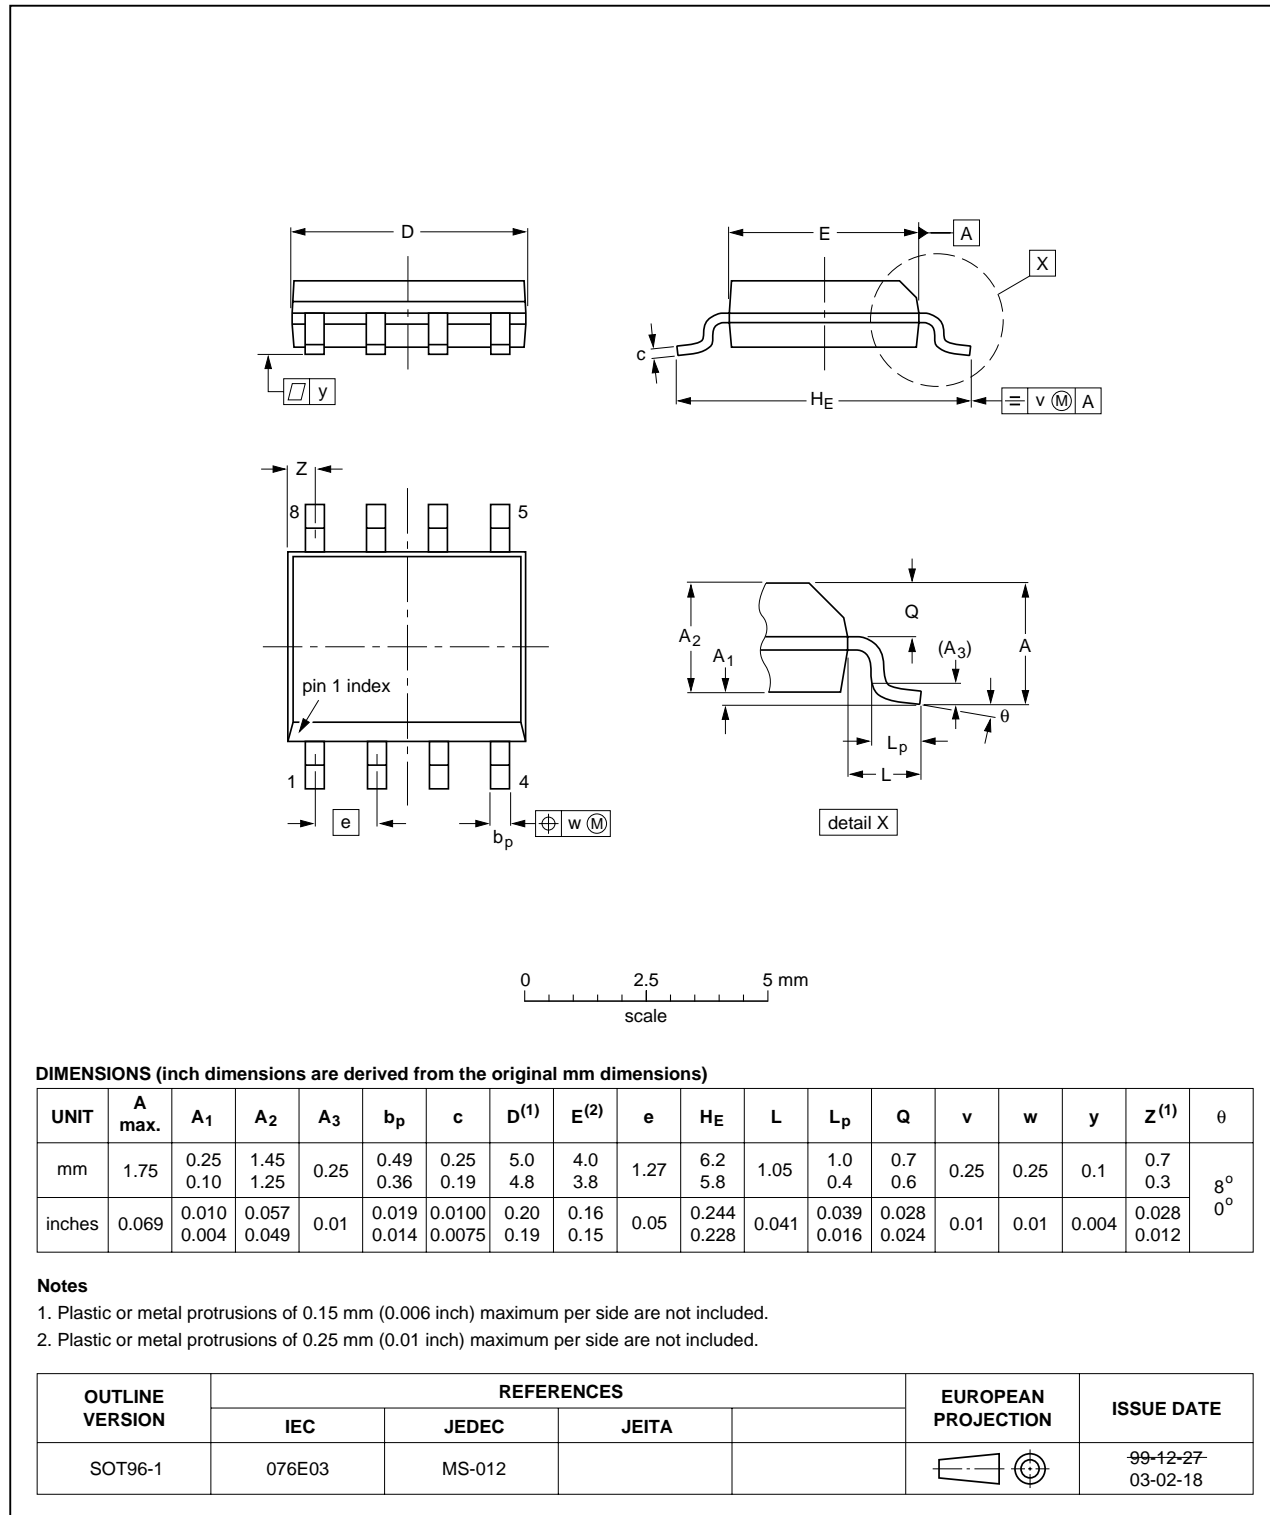 D
E
A
X
c
y
HE
v M A
Z
8
5
pin 1 index
1
4
e
bp
w M
Q
A2
A1
(A3)
A
θ
Lp
L
detail X
0 2.5 5 mm
scale
DIMENSIONS (inch dimensions are derived from the original mm dimensions)
UNIT A max. A1 A2 A3 bp c D(1) E(2) e HE L Lp Q v w y Z(1) θ
mm 1.75 0.25 0.10 1.45 1.25 0.25 0.49 0.36 0.25 0.19 5.0 4.8 4.0 3.8 1.27 6.2 5.8 1.05 1.0 0.4 0.7 0.6 0.25 0.25 0.1 0.7 0.3 8° 0°
inches 0.069 0.010 0.004 0.057 0.049 0.01 0.019 0.014 0.0100 0.0075 0.20 0.19 0.16 0.15 0.05 0.244 0.228 0.041 0.039 0.016 0.028 0.024 0.01 0.01 0.004 0.028 0.012
Notes
1. Plastic or metal protrusions of 0.15 mm (0.006 inch) maximum per side are not included.
2. Plastic or metal protrusions of 0.25 mm (0.01 inch) maximum per side are not included.
OUTLINE VERSION REFERENCES EUROPEAN PROJECTION ISSUE DATE
IEC JEDEC JEITA
SOT96-1 076E03 MS-012 99-12-27
03-02-18